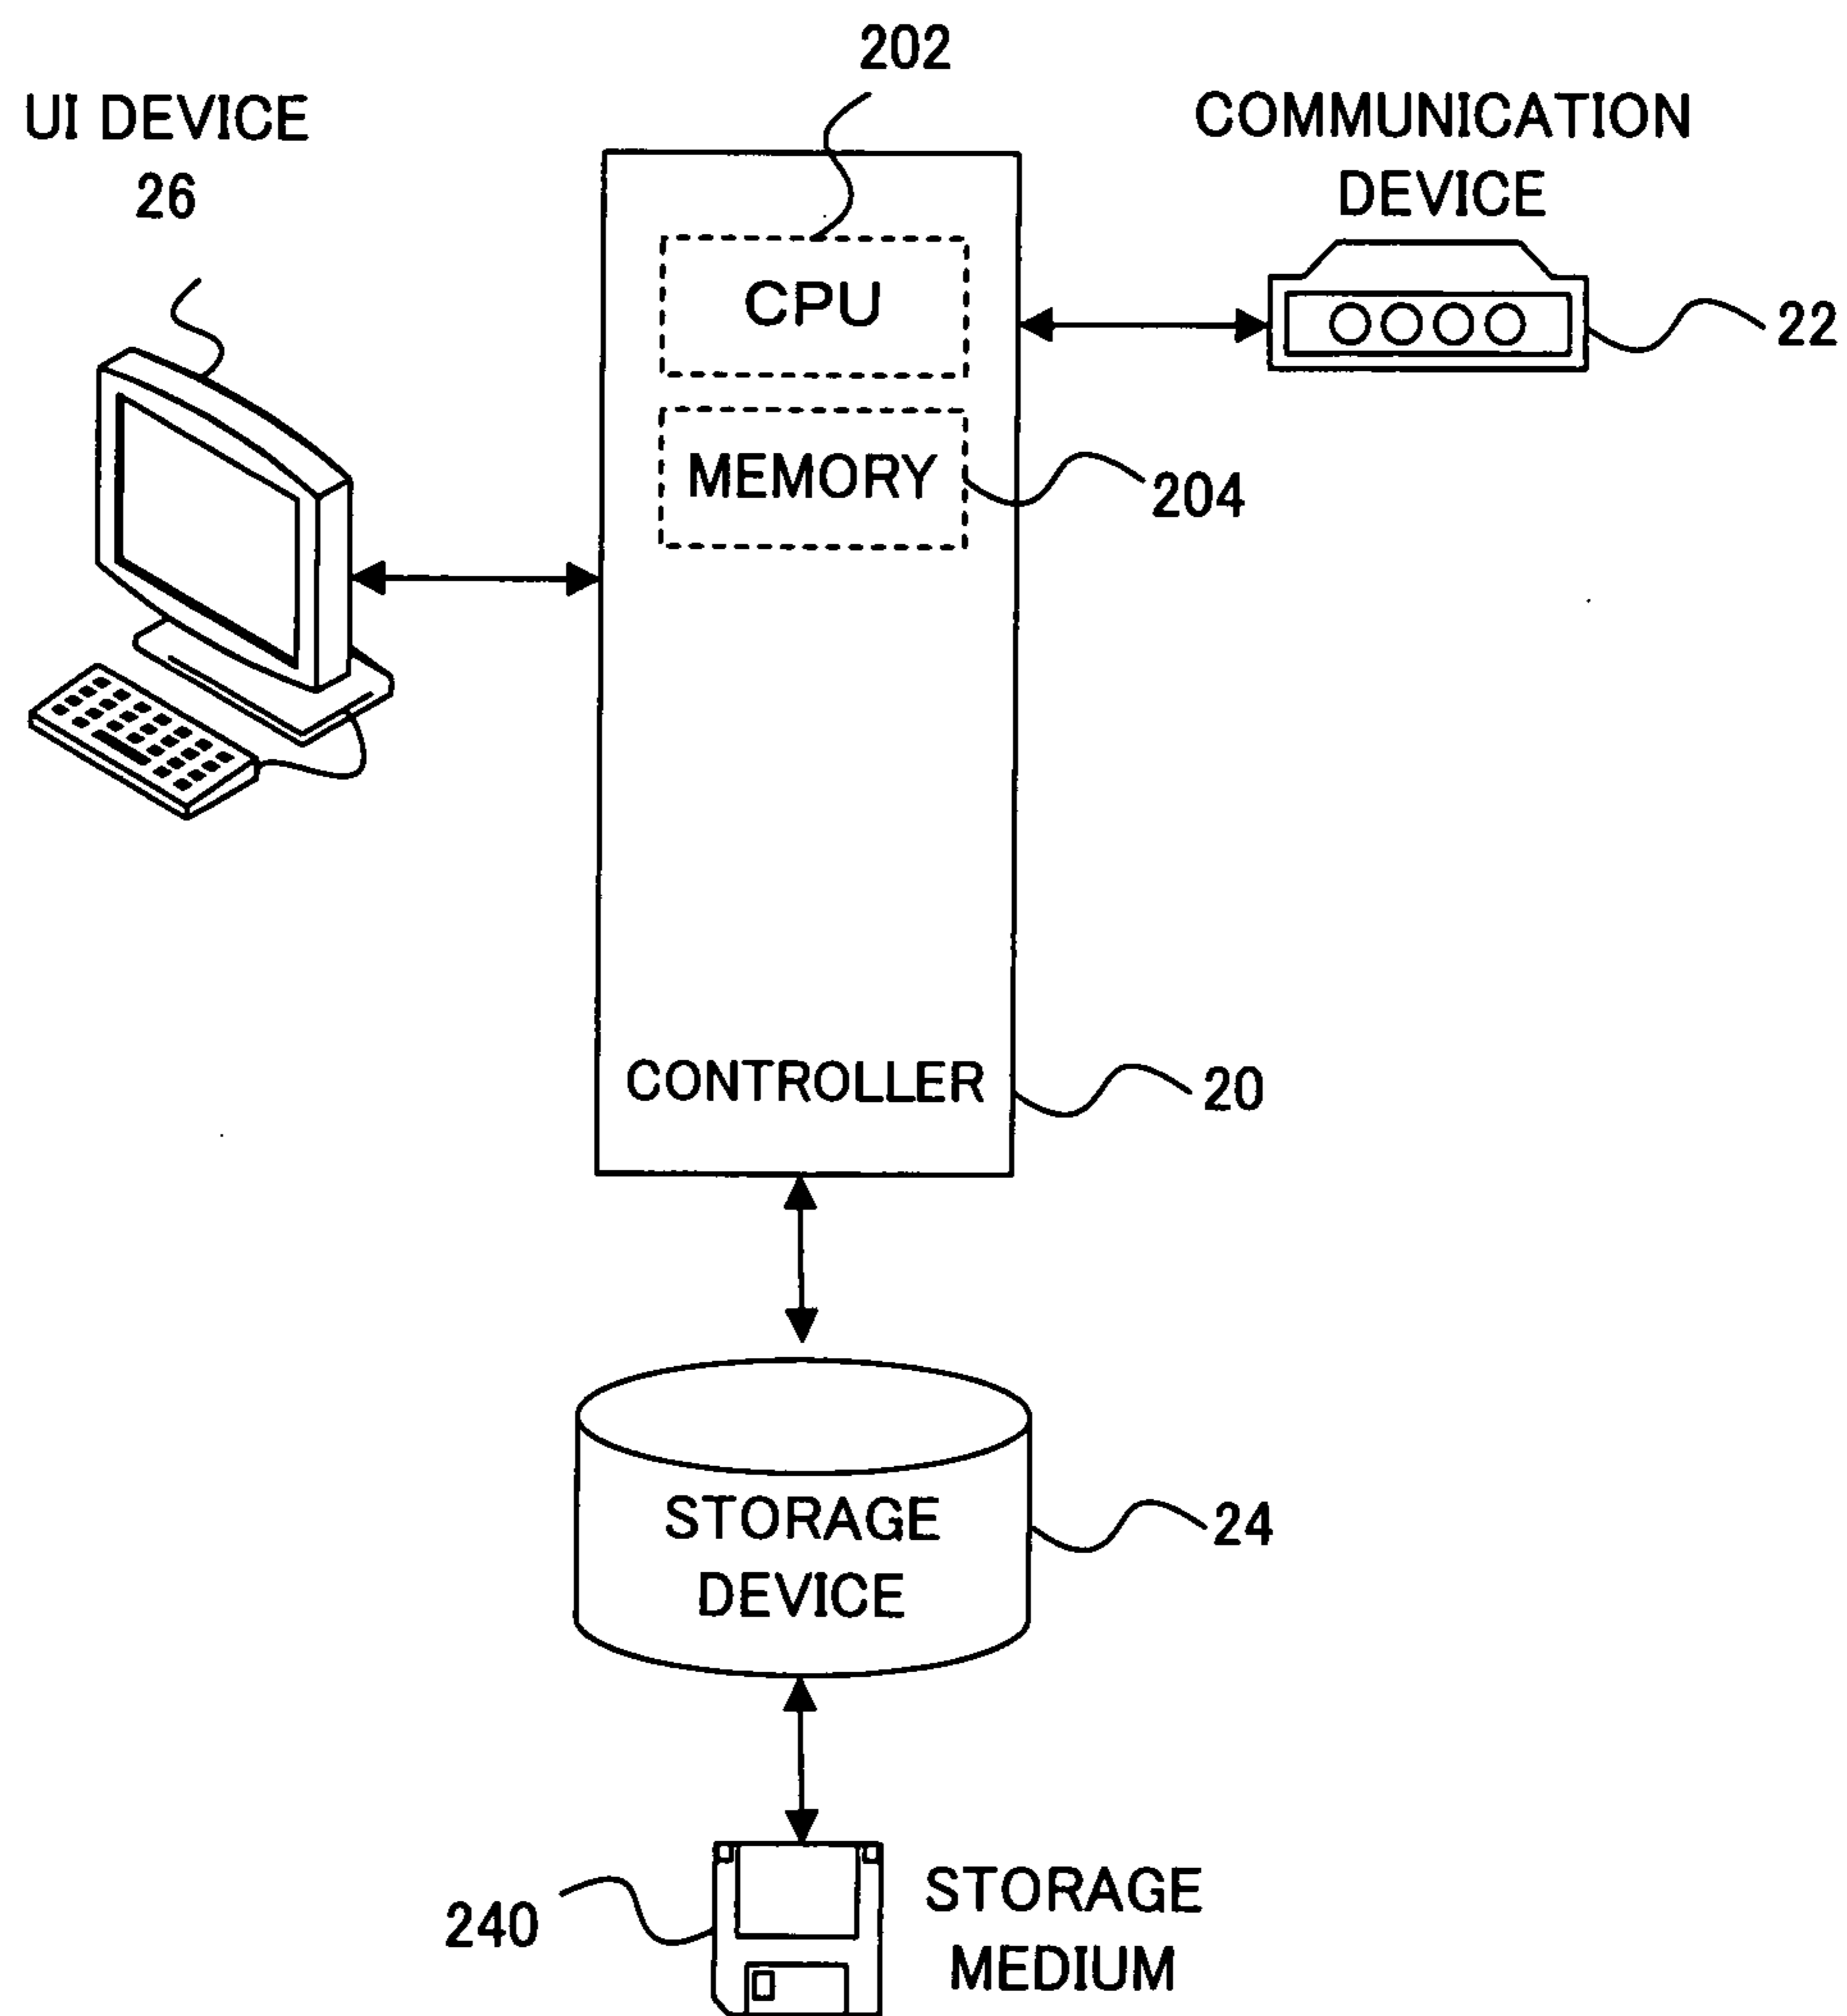 202
UI DEVICE
26
COMMUNICATION
DEVICE
22
CPU
MEMORY
204
CONTROLLER
20
STORAGE
DEVICE
24
240
STORAGE
MEDIUM